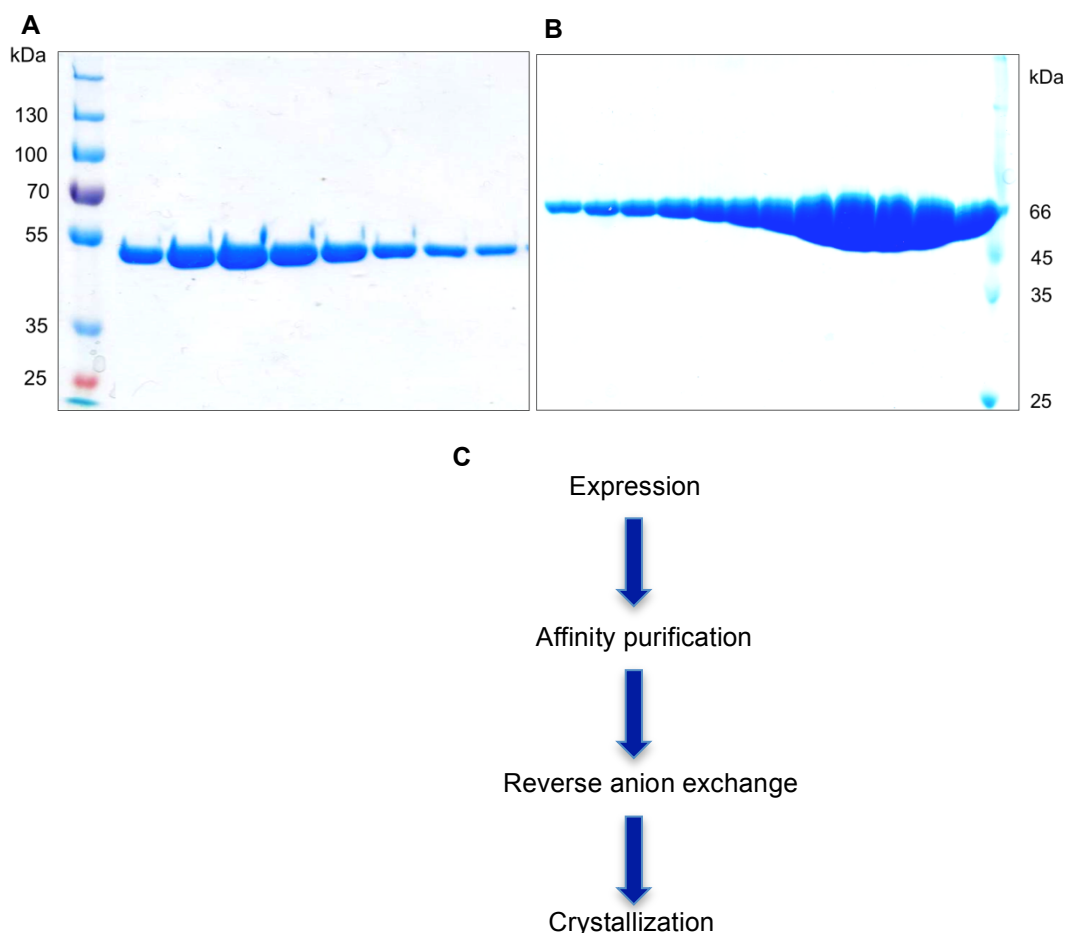 A
kDa
130
100
70
55
35
25
B
kDa
66
45
35
25
C
Expression
Affinity purification
Reverse anion exchange
Crystallization